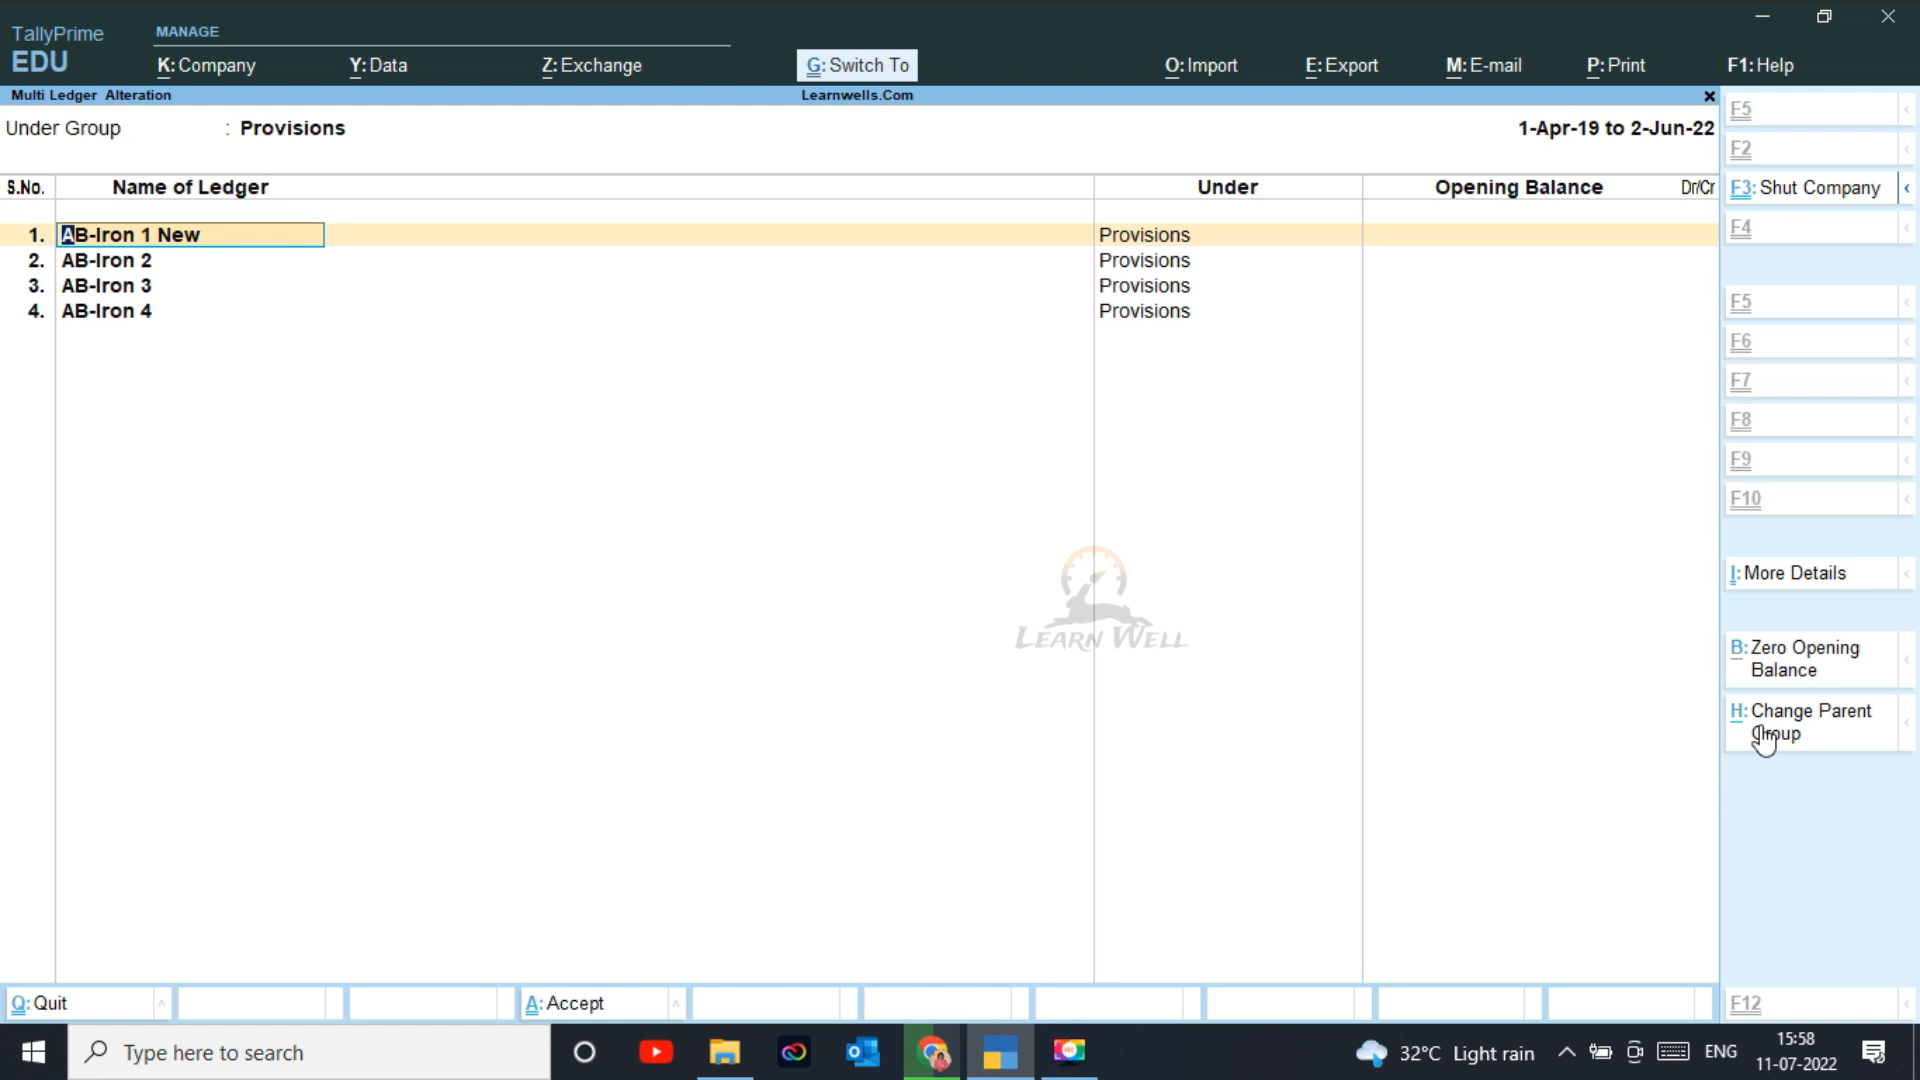 TallyPrime
EDU
MANAGE
K: Company
Y: Data
Z: Exchange
G: Switch To
O: Import
E: Export
M: E-mail
P: Print
F1: Help
Multi Ledger Alteration
Learnwells.Com
Under Group : Provisions
1-Apr-19 to 2-Jun-22
S.No. Name of Ledger Under Opening Balance Dr/Cr
1. AB-Iron 1 New Provisions
2. AB-Iron 2 Provisions
3. AB-Iron 3 Provisions
4. AB-Iron 4 Provisions
LEARN WELL
F5
F2
F3: Shut Company
F4
F5
F6
F7
F8
F9
F10
I: More Details
B: Zero Opening
Balance
H: Change Parent
Group
F12
Q: Quit
A: Accept
Type here to search
32°C Light rain
ENG
15:58
11-07-2022